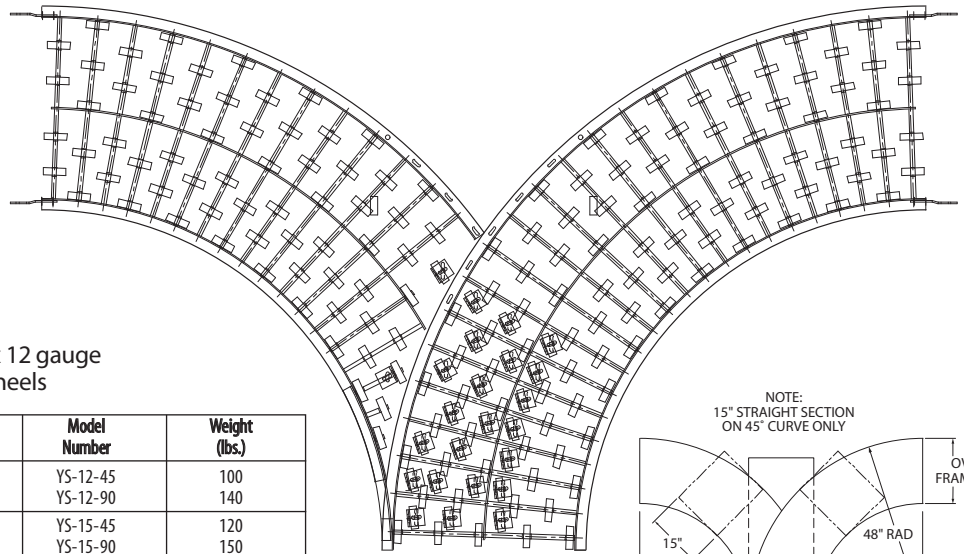 12 gauge
heels
Model
Number
Weight
(lbs.)
YS-12-45
100
YS-12-90
140
YS-15-45
120
YS-15-90
150
NOTE:
15" STRAIGHT SECTION
ON 45° CURVE ONLY
15"
48" RAD